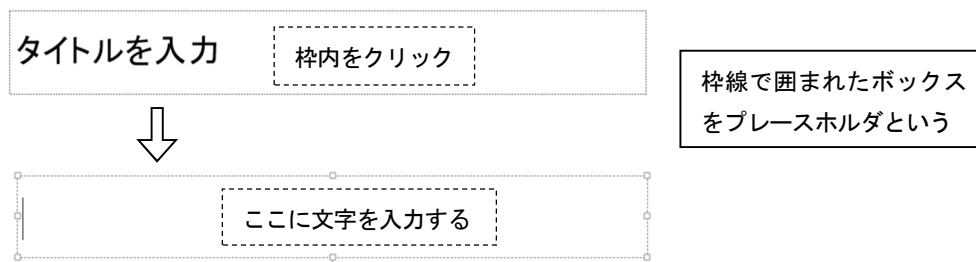 タイトルを入力
枠内をクリック
枠線で囲まれたボックス
をプレースホルダという
ここに文字を入力する